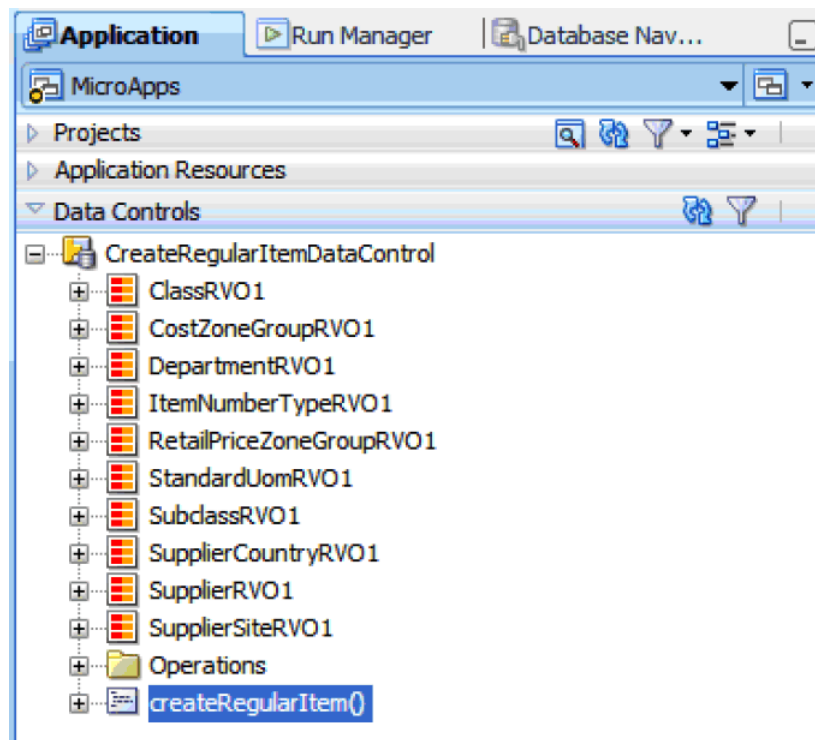 Application Run Manager Database Nav...
MicroApps
Projects
Application Resources
Data Controls
CreateRegularItemDataControl
ClassRVO1
CostZoneGroupRVO1
DepartmentRVO1
ItemNumberTypeRVO1
RetailPriceZoneGroupRVO1
StandardUomRVO1
SubclassRVO1
SupplierCountryRVO1
SupplierRVO1
SupplierSiteRVO1
Operations
createRegularItem()